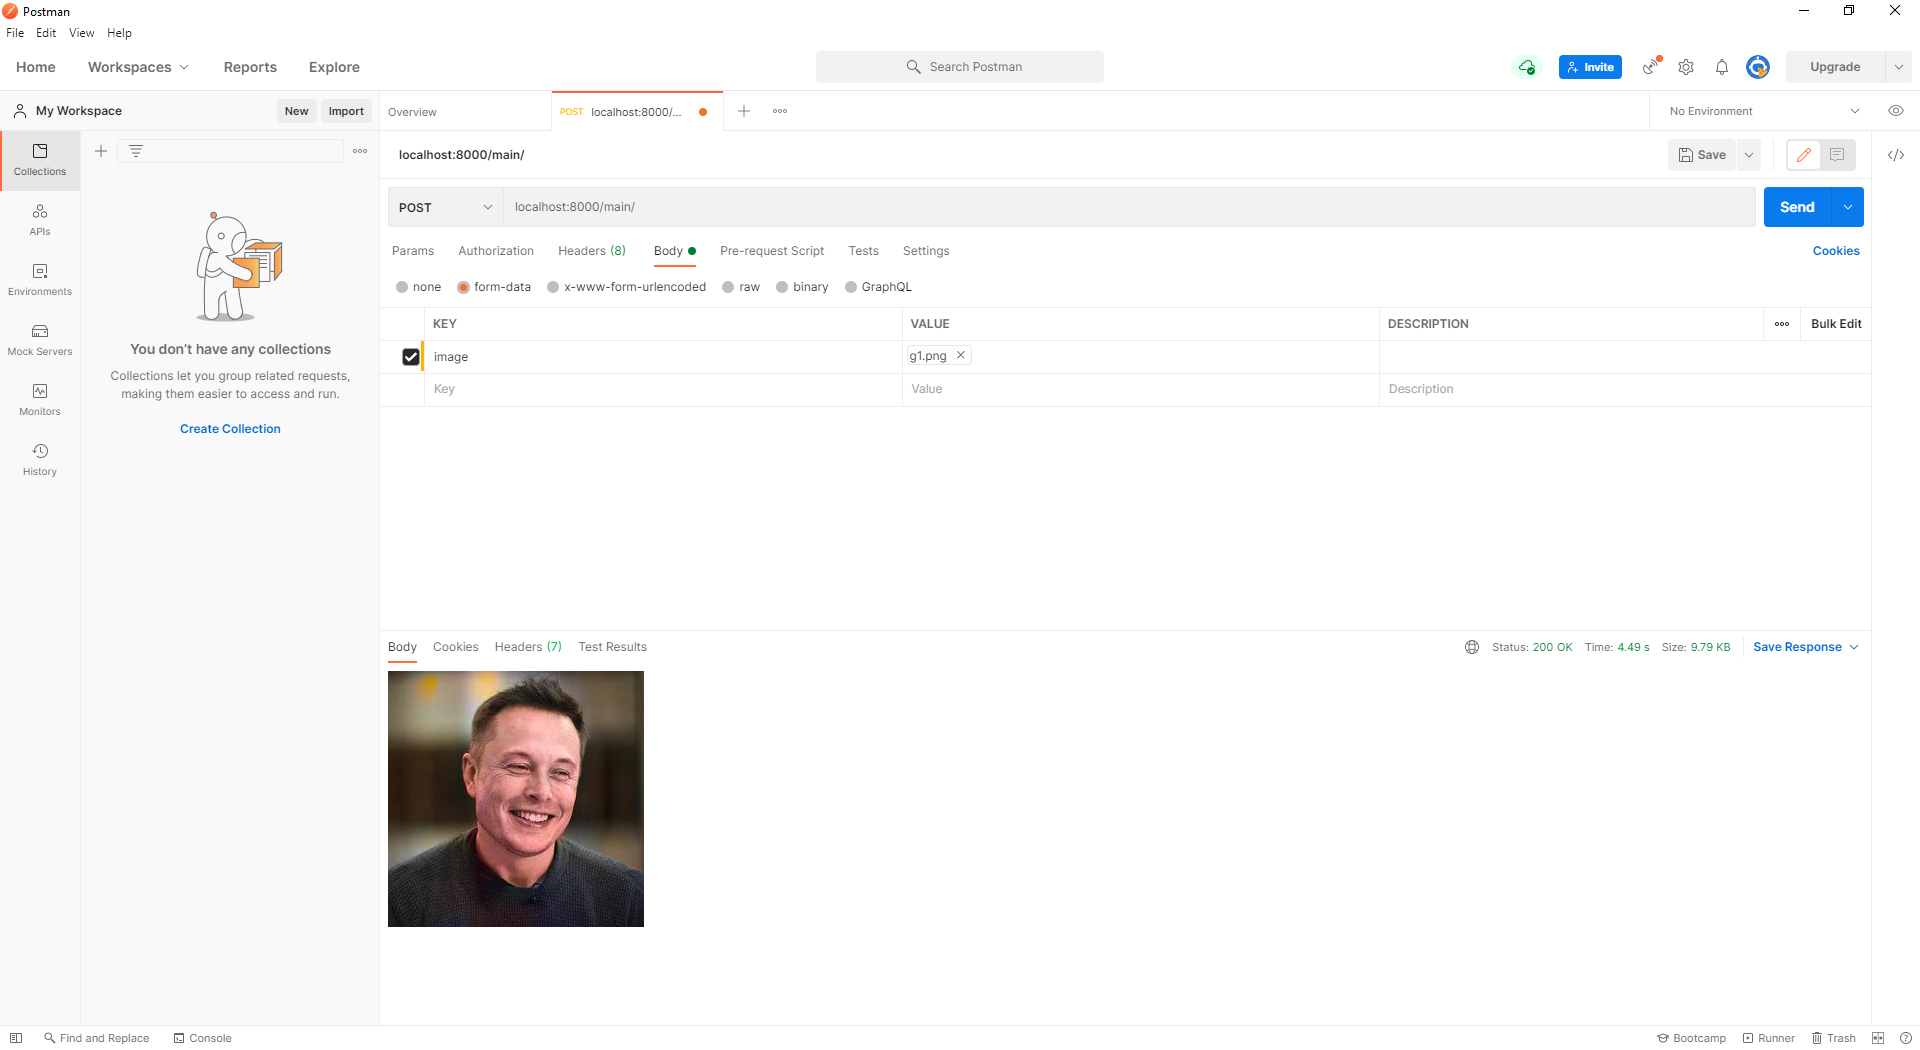 Postman
File Edit View Help
Home Workspaces Reports Explore Search Postman Invite Upgrade
My Workspace New Import Overview POST localhost:8000/... No Environment
Collections localhost:8000/main/ Save
POST localhost:8000/main/ Send
APIs
Params Authorization Headers (8) Body Pre-request Script Tests Settings Cookies
none form-data x-www-form-urlencoded raw binary GraphQL
Environments
KEY VALUE DESCRIPTION Bulk Edit
Mock Servers
You don't have any collections
image g1.png
Collections let you group related requests,
making them easier to access and run.
Key Value Description
Monitors
Create Collection
History
Body Cookies Headers (7) Test Results Status: 200 OK Time: 4.49 s Size: 9.79 KB Save Response
Find and Replace Console Bootcamp Runner Trash